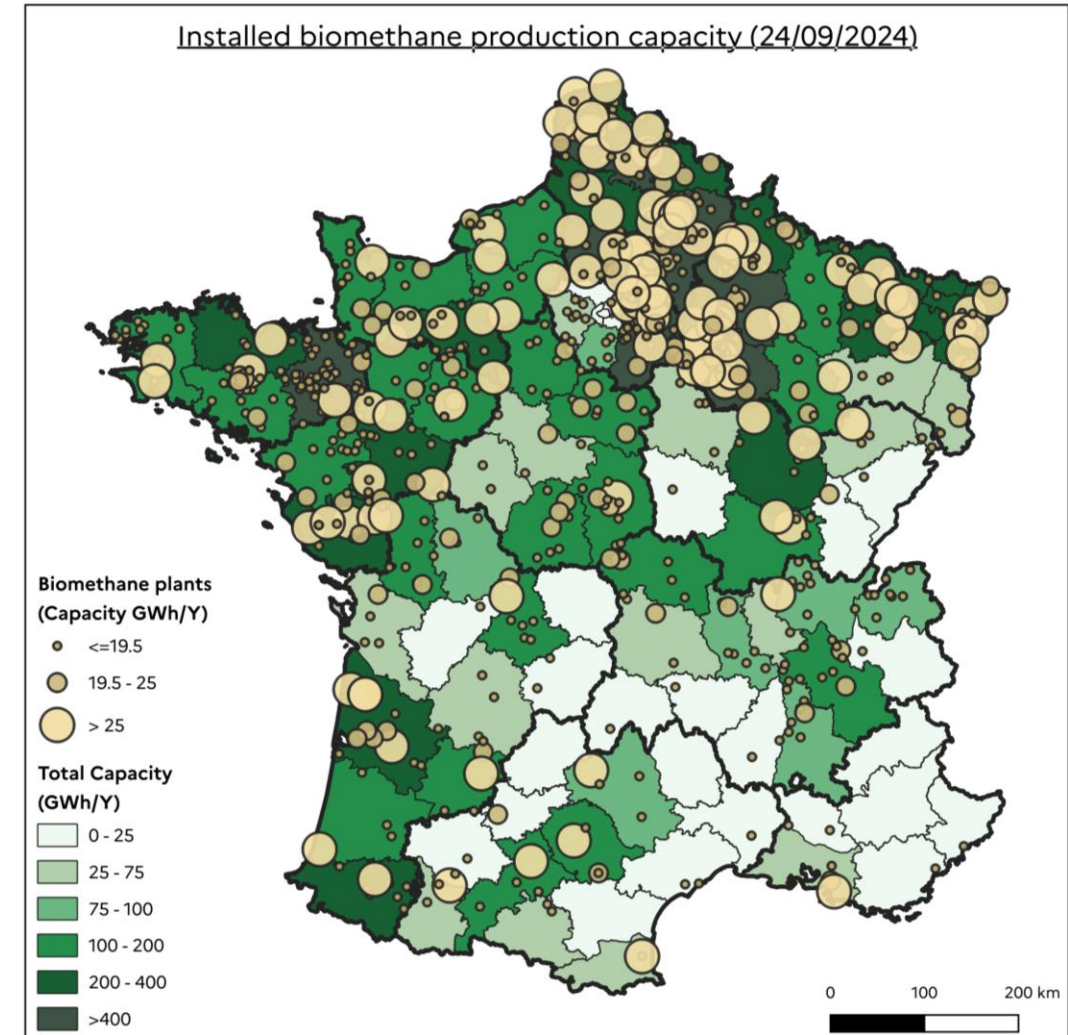 Installed biomethane production capacity (24/09/2024)
Biomethane plants
(Capacity GWh/Y)
<=19.5
19.5 - 25
> 25
Total Capacity
(GWh/Y)
0 - 25
25 - 75
75 - 100
100 - 200
200 - 400
>400
0 100 200 km